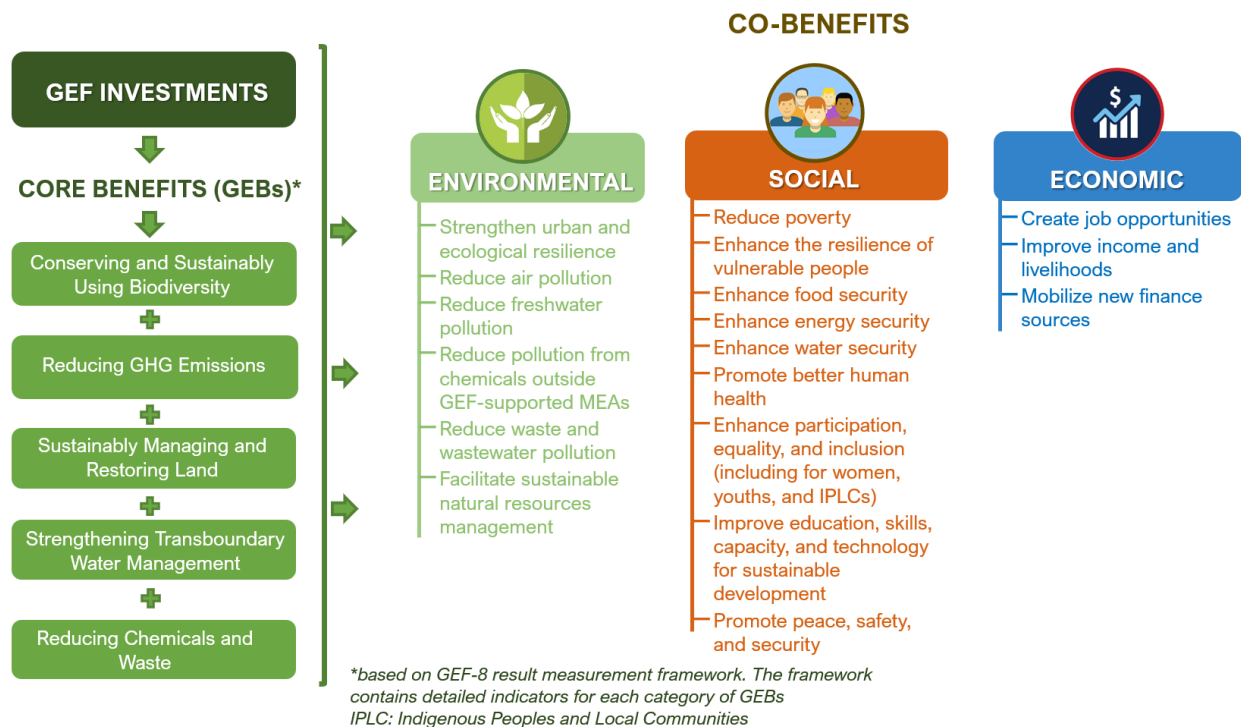 CO-BENEFITS
GEF INVESTMENTS
CORE BENEFITS (GEBs)*
Conserving and Sustainably
Using Biodiversity
Reducing GHG Emissions
Sustainably Managing and
Restoring Land
Strengthening Transboundary
Water Management
Reducing Chemicals and
Waste
ENVIRONMENTAL
Strengthen urban and
ecological resilience
Reduce air pollution
Reduce freshwater
pollution
Reduce pollution from
chemicals outside
GEF-supported MEAs
Reduce waste and
wastewater pollution
Facilitate sustainable
natural resources
management
SOCIAL
Reduce poverty
Enhance the resilience of
vulnerable people
Enhance food security
Enhance energy security
Enhance water security
Promote better human
health
Enhance participation,
equality, and inclusion
(including for women,
youths, and IPLCs)
Improve education, skills,
capacity, and technology
for sustainable
development
Promote peace, safety,
and security
$
ECONOMIC
Create job opportunities
Improve income and
livelihoods
Mobilize new finance
sources
*based on GEF-8 result measurement framework. The framework
contains detailed indicators for each category of GEBs
IPLC: Indigenous Peoples and Local Communities